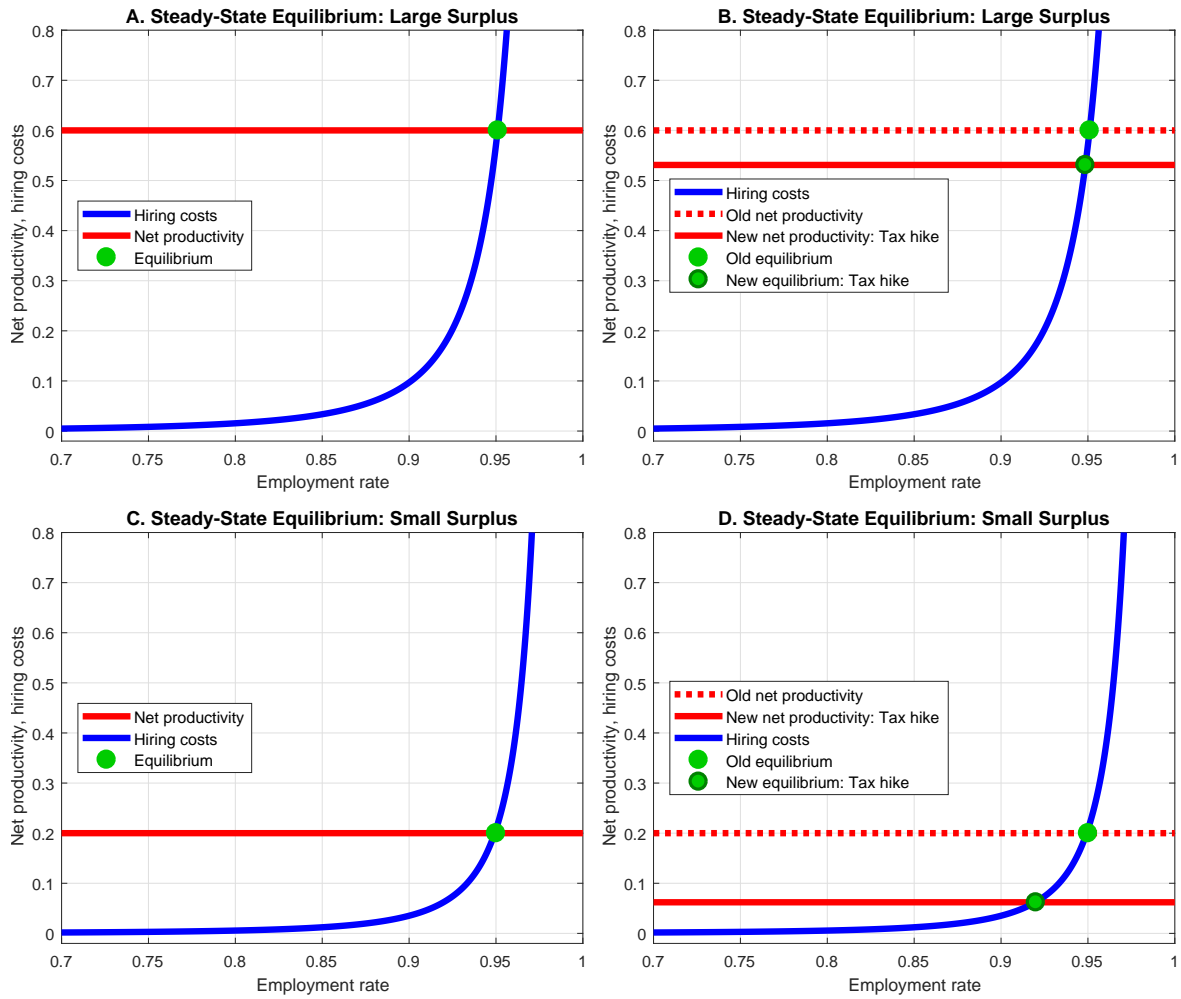 A. Steady-State Equilibrium: Large Surplus
0.8
0.7
0.6
0.5
0.4
0.3
0.2
0.1
0
Net productivity, hiring costs
Hiring costs
Net productivity
Equilibrium
0.7 0.75 0.8 0.85 0.9 0.95 1
Employment rate
B. Steady-State Equilibrium: Large Surplus
0.8
0.7
0.6
0.5
0.4
0.3
0.2
0.1
0
Net productivity, hiring costs
Hiring costs
Old net productivity
New net productivity: Tax hike
Old equilibrium
New equilibrium: Tax hike
0.7 0.75 0.8 0.85 0.9 0.95 1
Employment rate
C. Steady-State Equilibrium: Small Surplus
0.8
0.7
0.6
0.5
0.4
0.3
0.2
0.1
0
Net productivity, hiring costs
Net productivity
Hiring costs
Equilibrium
0.7 0.75 0.8 0.85 0.9 0.95 1
Employment rate
D. Steady-State Equilibrium: Small Surplus
0.8
0.7
0.6
0.5
0.4
0.3
0.2
0.1
0
Net productivity, hiring costs
Old net productivity
New net productivity: Tax hike
Hiring costs
Old equilibrium
New equilibrium: Tax hike
0.7 0.75 0.8 0.85 0.9 0.95 1
Employment rate